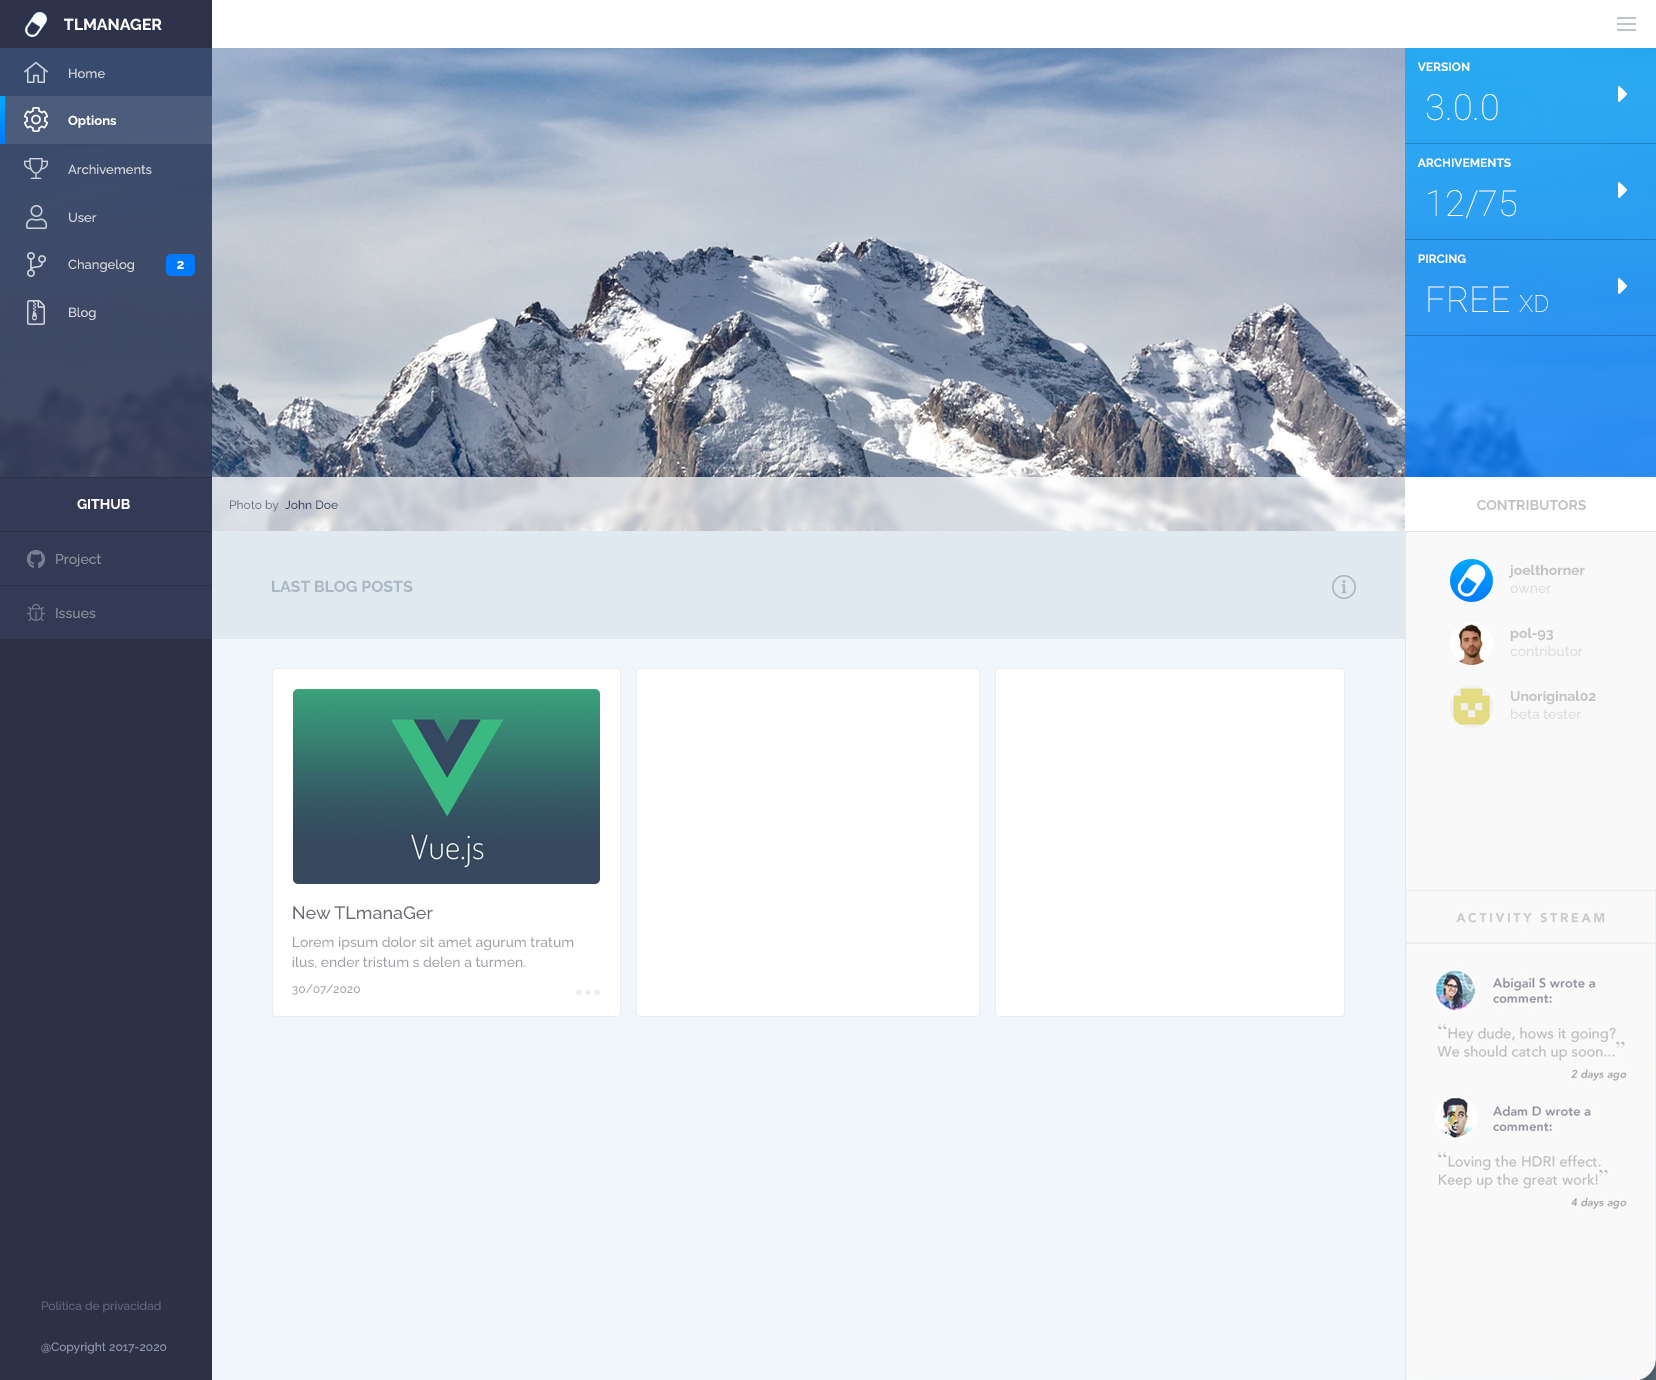 TLMANAGER
Home
Options
Archivements
User
Changelog 2
Blog
GITHUB
Project
Issues
Política de privacidad
@Copyright 2017-2020
Photo by John Doe
LAST BLOG POSTS
Vue.js
New TLmanaGer
Lorem ipsum dolor sit amet agurum tratum
ilus, ender tristum s delen a turmen.
30/07/2020
VERSION
3.0.0
ARCHIVEMENTS
12/75
PIRCING
FREE XD
CONTRIBUTORS
joelthorner
owner
pol-93
contributor
Unoriginal02
beta tester
ACTIVITY STREAM
Abigail S wrote a
comment:
“Hey dude, hows it going?
We should catch up soon...”
2 days ago
Adam D wrote a
comment:
“Loving the HDRI effect.
Keep up the great work!”
4 days ago